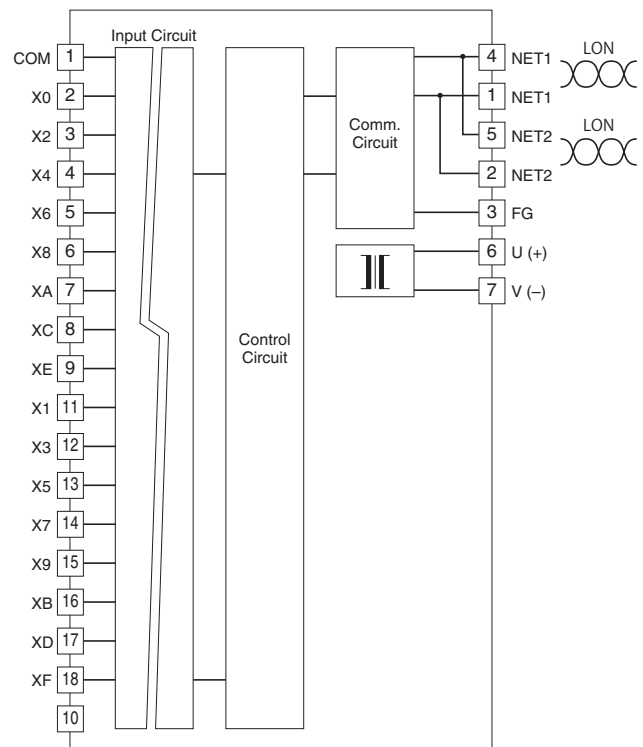 Input Circuit
COM 1
X0 2
X2 3
X4 4
X6 5
X8 6
XA 7
XC 8
XE 9
X1 11
X3 12
X5 13
X7 14
X9 15
XB 16
XD 17
XF 18
10
Control
Circuit
Comm.
Circuit
4 NET1
1 NET1
5 NET2
2 NET2
3 FG
6 U (+)
7 V (–)
LON
LON